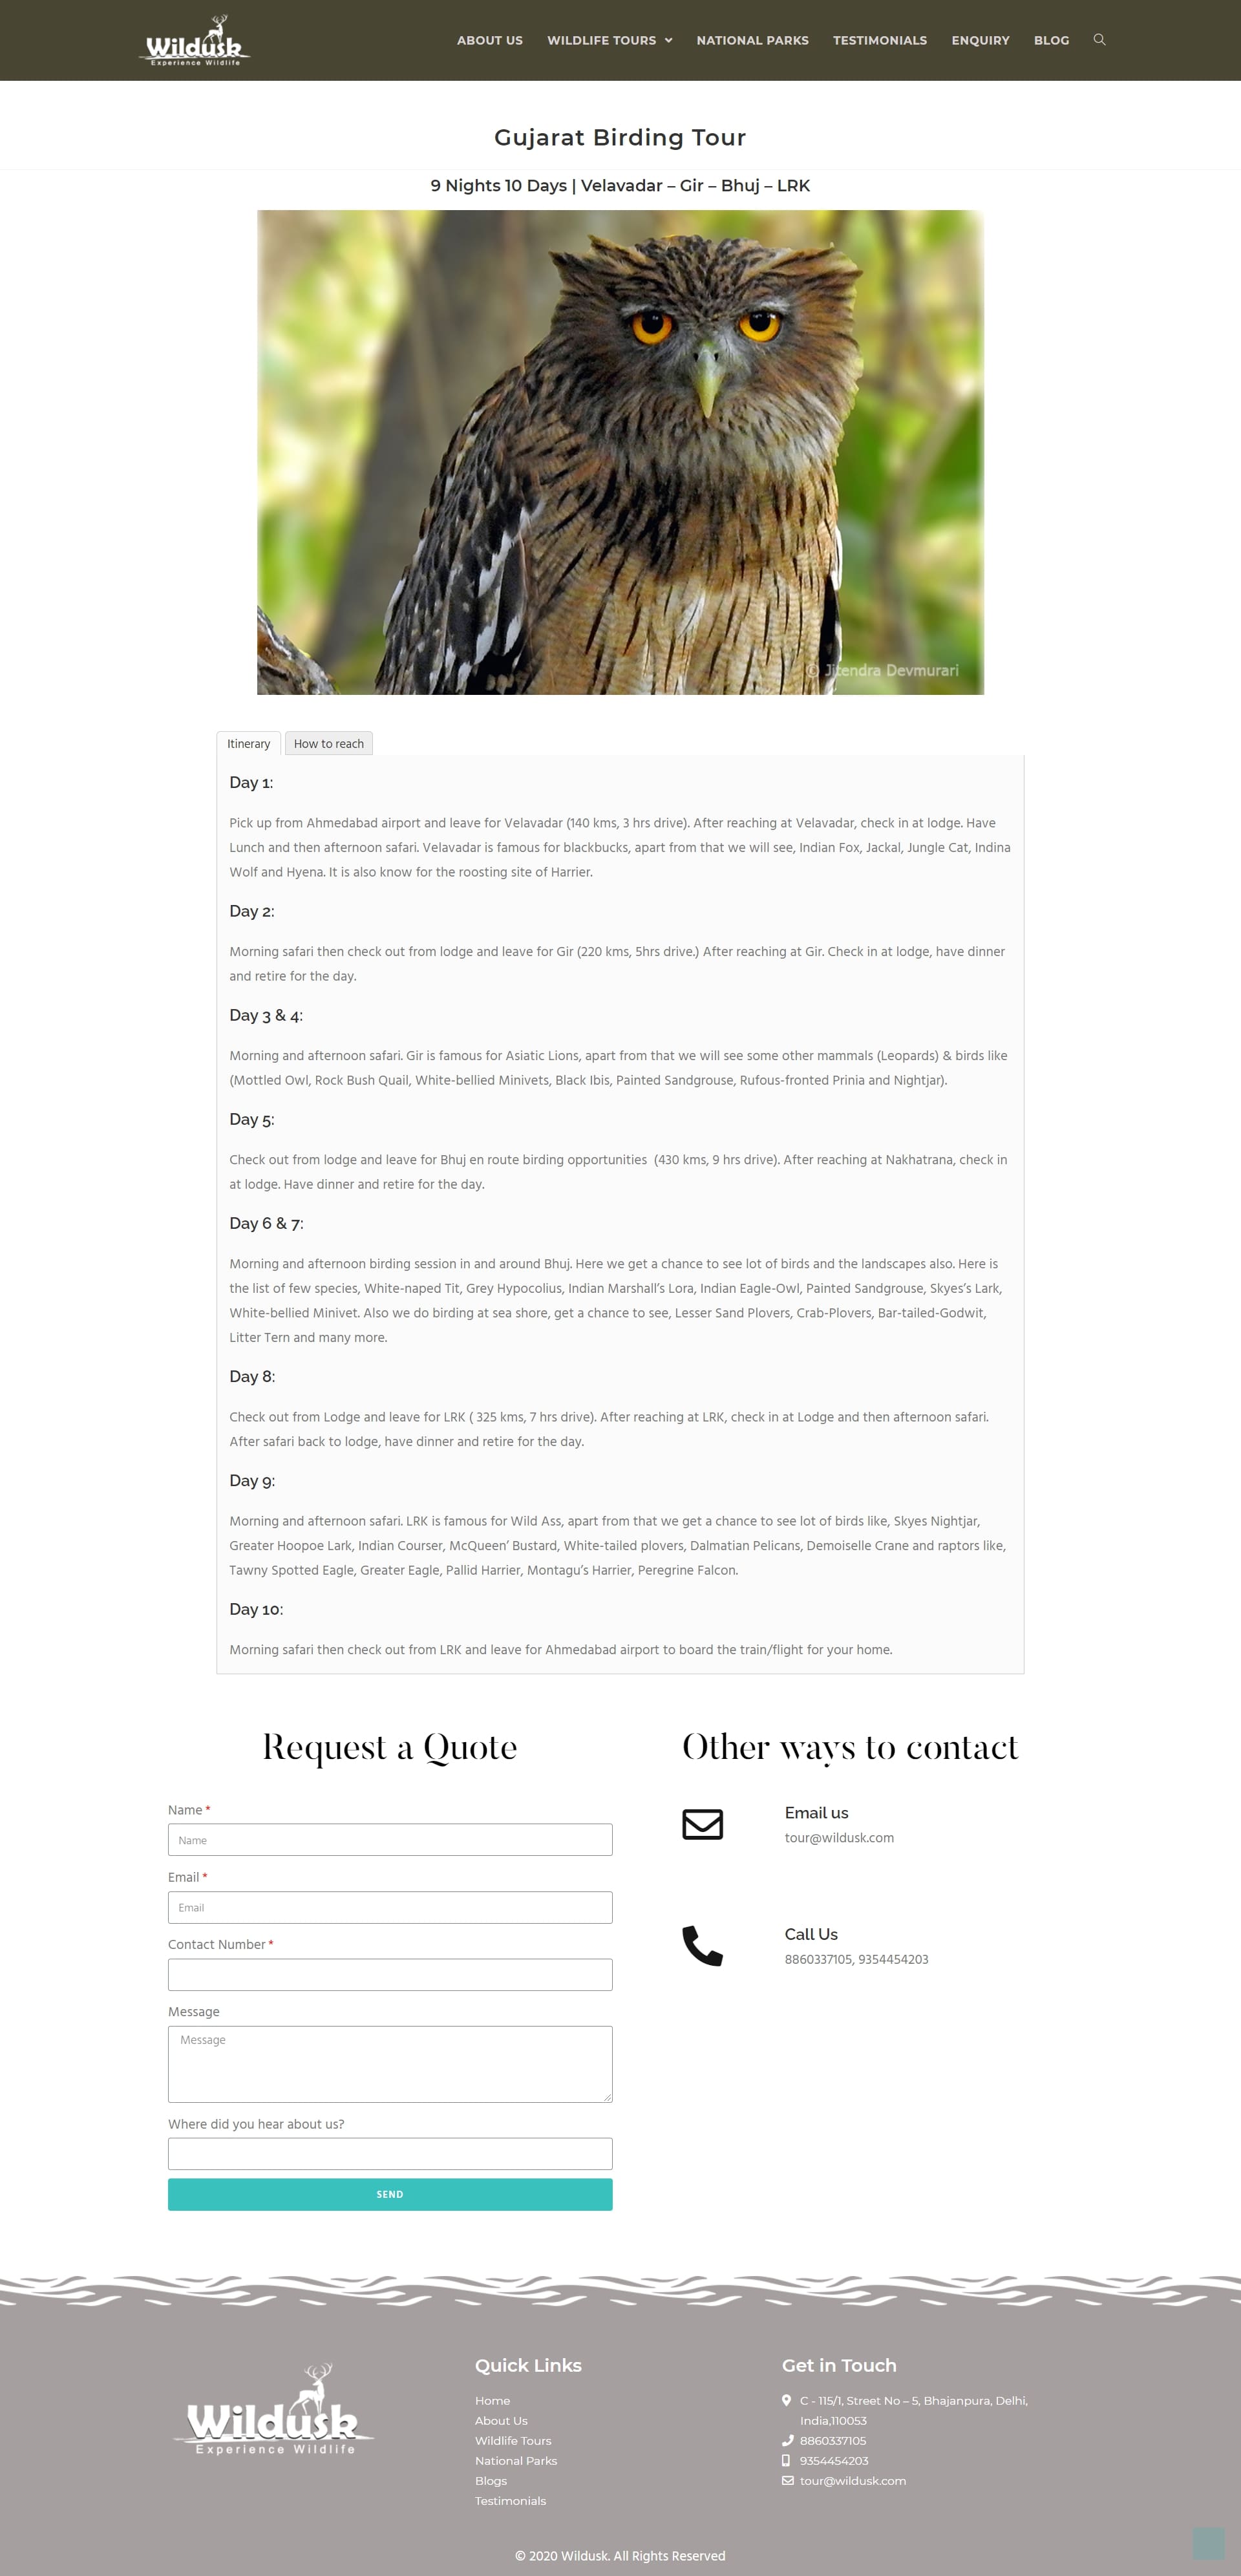 Wildusk
Experience Wildlife
ABOUT US
WILDLIFE TOURS
NATIONAL PARKS
TESTIMONIALS
ENQUIRY
BLOG
Gujarat Birding Tour
9 Nights 10 Days | Velavadar – Gir – Bhuj – LRK
© Jitendra Devmurari
Itinerary
How to reach
Day 1:
Pick up from Ahmedabad airport and leave for Velavadar (140 kms, 3 hrs drive). After reaching at Velavadar, check in at lodge. Have
Lunch and then afternoon safari. Velavadar is famous for blackbucks, apart from that we will see, Indian Fox, Jackal, Jungle Cat, Indina
Wolf and Hyena. It is also know for the roosting site of Harrier.
Day 2:
Morning safari then check out from lodge and leave for Gir (220 kms, 5hrs drive.) After reaching at Gir. Check in at lodge, have dinner
and retire for the day.
Day 3 & 4:
Morning and afternoon safari. Gir is famous for Asiatic Lions, apart from that we will see some other mammals (Leopards) & birds like
(Mottled Owl, Rock Bush Quail, White-bellied Minivets, Black Ibis, Painted Sandgrouse, Rufous-fronted Prinia and Nightjar).
Day 5:
Check out from lodge and leave for Bhuj en route birding opportunities (430 kms, 9 hrs drive). After reaching at Nakhatrana, check in
at lodge. Have dinner and retire for the day.
Day 6 & 7:
Morning and afternoon birding session in and around Bhuj. Here we get a chance to see lot of birds and the landscapes also. Here is
the list of few species, White-naped Tit, Grey Hypocolius, Indian Marshall’s Lora, Indian Eagle-Owl, Painted Sandgrouse, Skyes’s Lark,
White-bellied Minivet. Also we do birding at sea shore, get a chance to see, Lesser Sand Plovers, Crab-Plovers, Bar-tailed-Godwit,
Litter Tern and many more.
Day 8:
Check out from Lodge and leave for LRK ( 325 kms, 7 hrs drive). After reaching at LRK, check in at Lodge and then afternoon safari.
After safari back to lodge, have dinner and retire for the day.
Day 9:
Morning and afternoon safari. LRK is famous for Wild Ass, apart from that we get a chance to see lot of birds like, Skyes Nightjar,
Greater Hoopoe Lark, Indian Courser, McQueen’ Bustard, White-tailed plovers, Dalmatian Pelicans, Demoiselle Crane and raptors like,
Tawny Spotted Eagle, Greater Eagle, Pallid Harrier, Montagu’s Harrier, Peregrine Falcon.
Day 10:
Morning safari then check out from LRK and leave for Ahmedabad airport to board the train/flight for your home.
Request a Quote
Name *
Name
Email *
Email
Contact Number *
Message
Message
Where did you hear about us?
SEND
Other ways to contact
Email us
tour@wildusk.com
Call Us
8860337105, 9354454203
Wildusk
Experience Wildlife
Quick Links
Home
About Us
Wildlife Tours
National Parks
Blogs
Testimonials
Get in Touch
C - 115/1, Street No – 5, Bhajanpura, Delhi,
India,110053
8860337105
9354454203
tour@wildusk.com
© 2020 Wildusk. All Rights Reserved